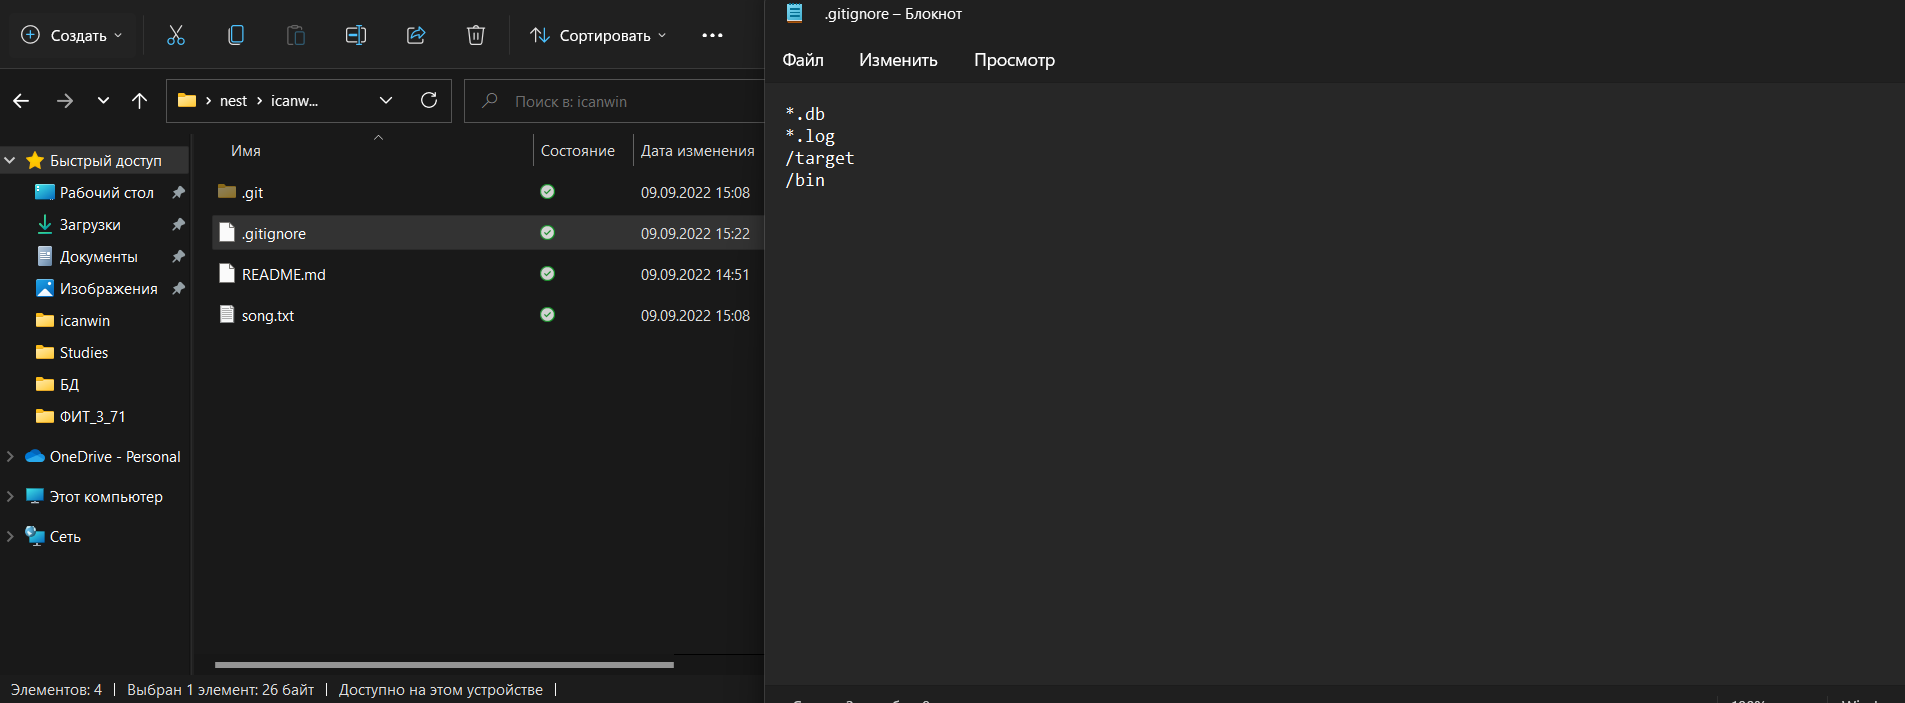 Создать
Сортировать
nest
icanw...
Поиск в: icanwin
Имя
Состояние
Дата изменения
Быстрый доступ
Рабочий стол
Загрузки
Документы
Изображения
icanwin
Studies
БД
ФИТ_3_71
OneDrive - Personal
Этот компьютер
Сеть
.git 09.09.2022 15:08
.gitignore 09.09.2022 15:22
README.md 09.09.2022 14:51
song.txt 09.09.2022 15:08
Элементов: 4
Выбран 1 элемент: 26 байт
Доступно на этом устройстве
.gitignore – Блокнот
Файл
Изменить
Просмотр
*.db
*.log
/target
/bin